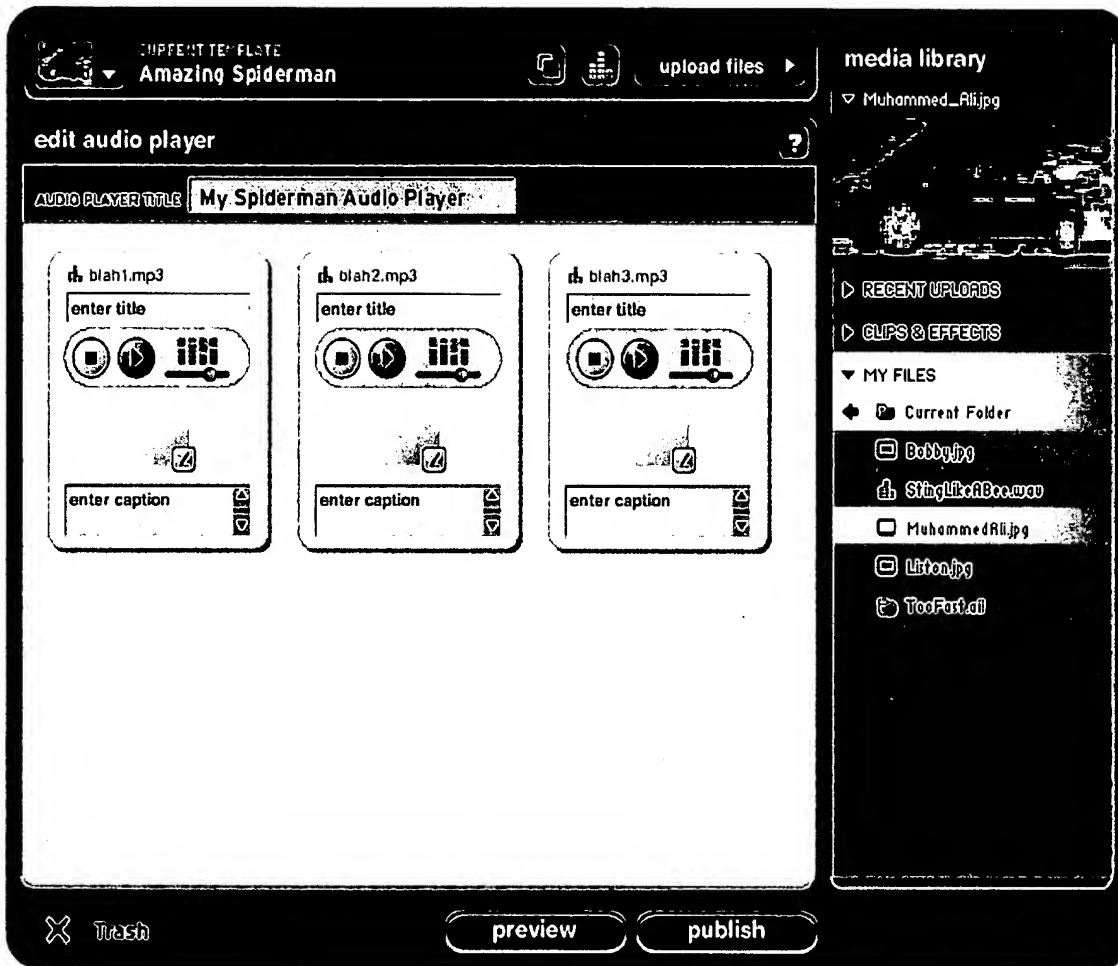 CURRENT TEMPLATE
Amazing Spiderman
upload files
edit audio player
?
AUDIO PLAYER TITLE
My Spiderman Audio Player
blah1.mp3
enter title
enter caption
blah2.mp3
enter title
enter caption
blah3.mp3
enter title
enter caption
Trash
preview
publish
media library
Muhammed_Ali.jpg
RECENT UPLOADS
CLIPS & EFFECTS
MY FILES
Current Folder
Bobby.jpg
StingLikeABee.wav
MuhammedAli.jpg
Liston.jpg